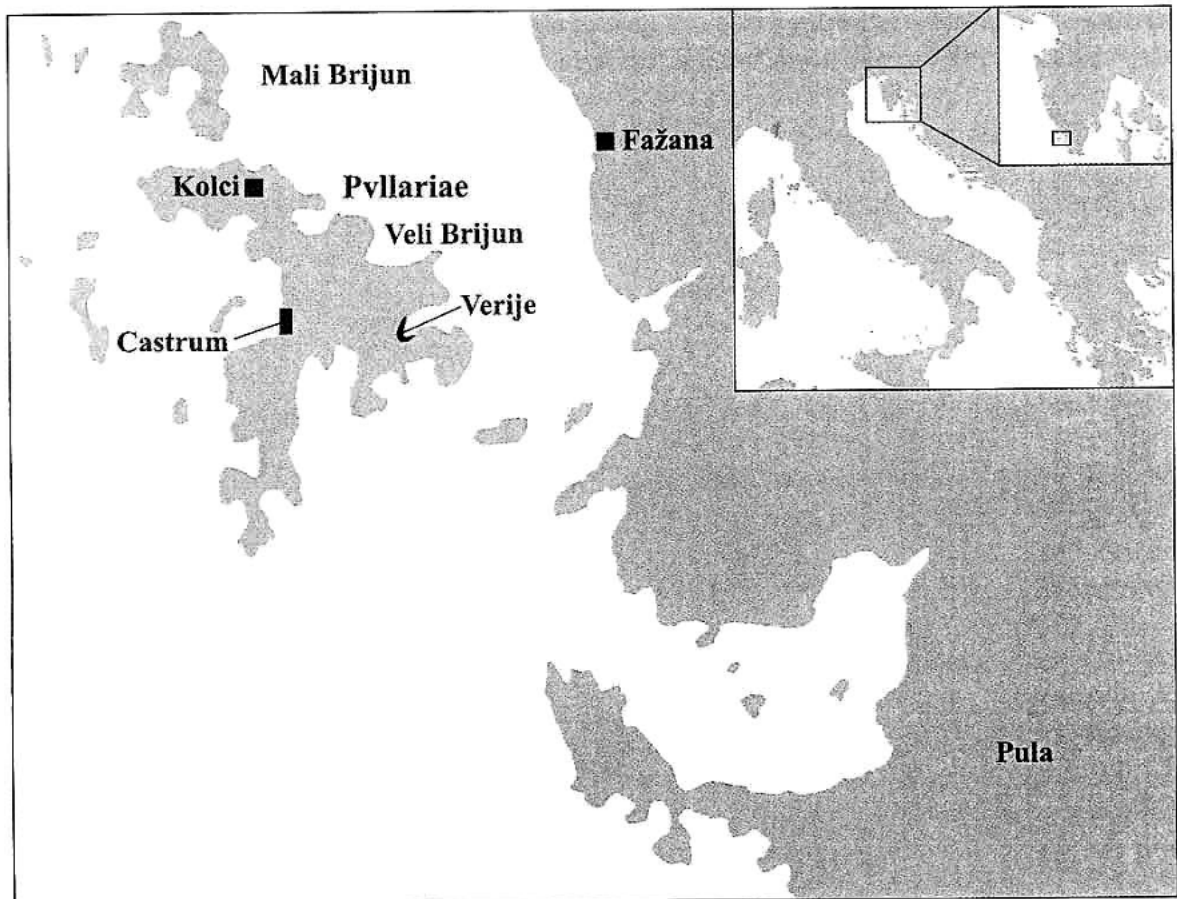 Mali Brijun
Fažana
Kolci
Pvllariae
Veli Brijun
Verije
Castrum
Pula